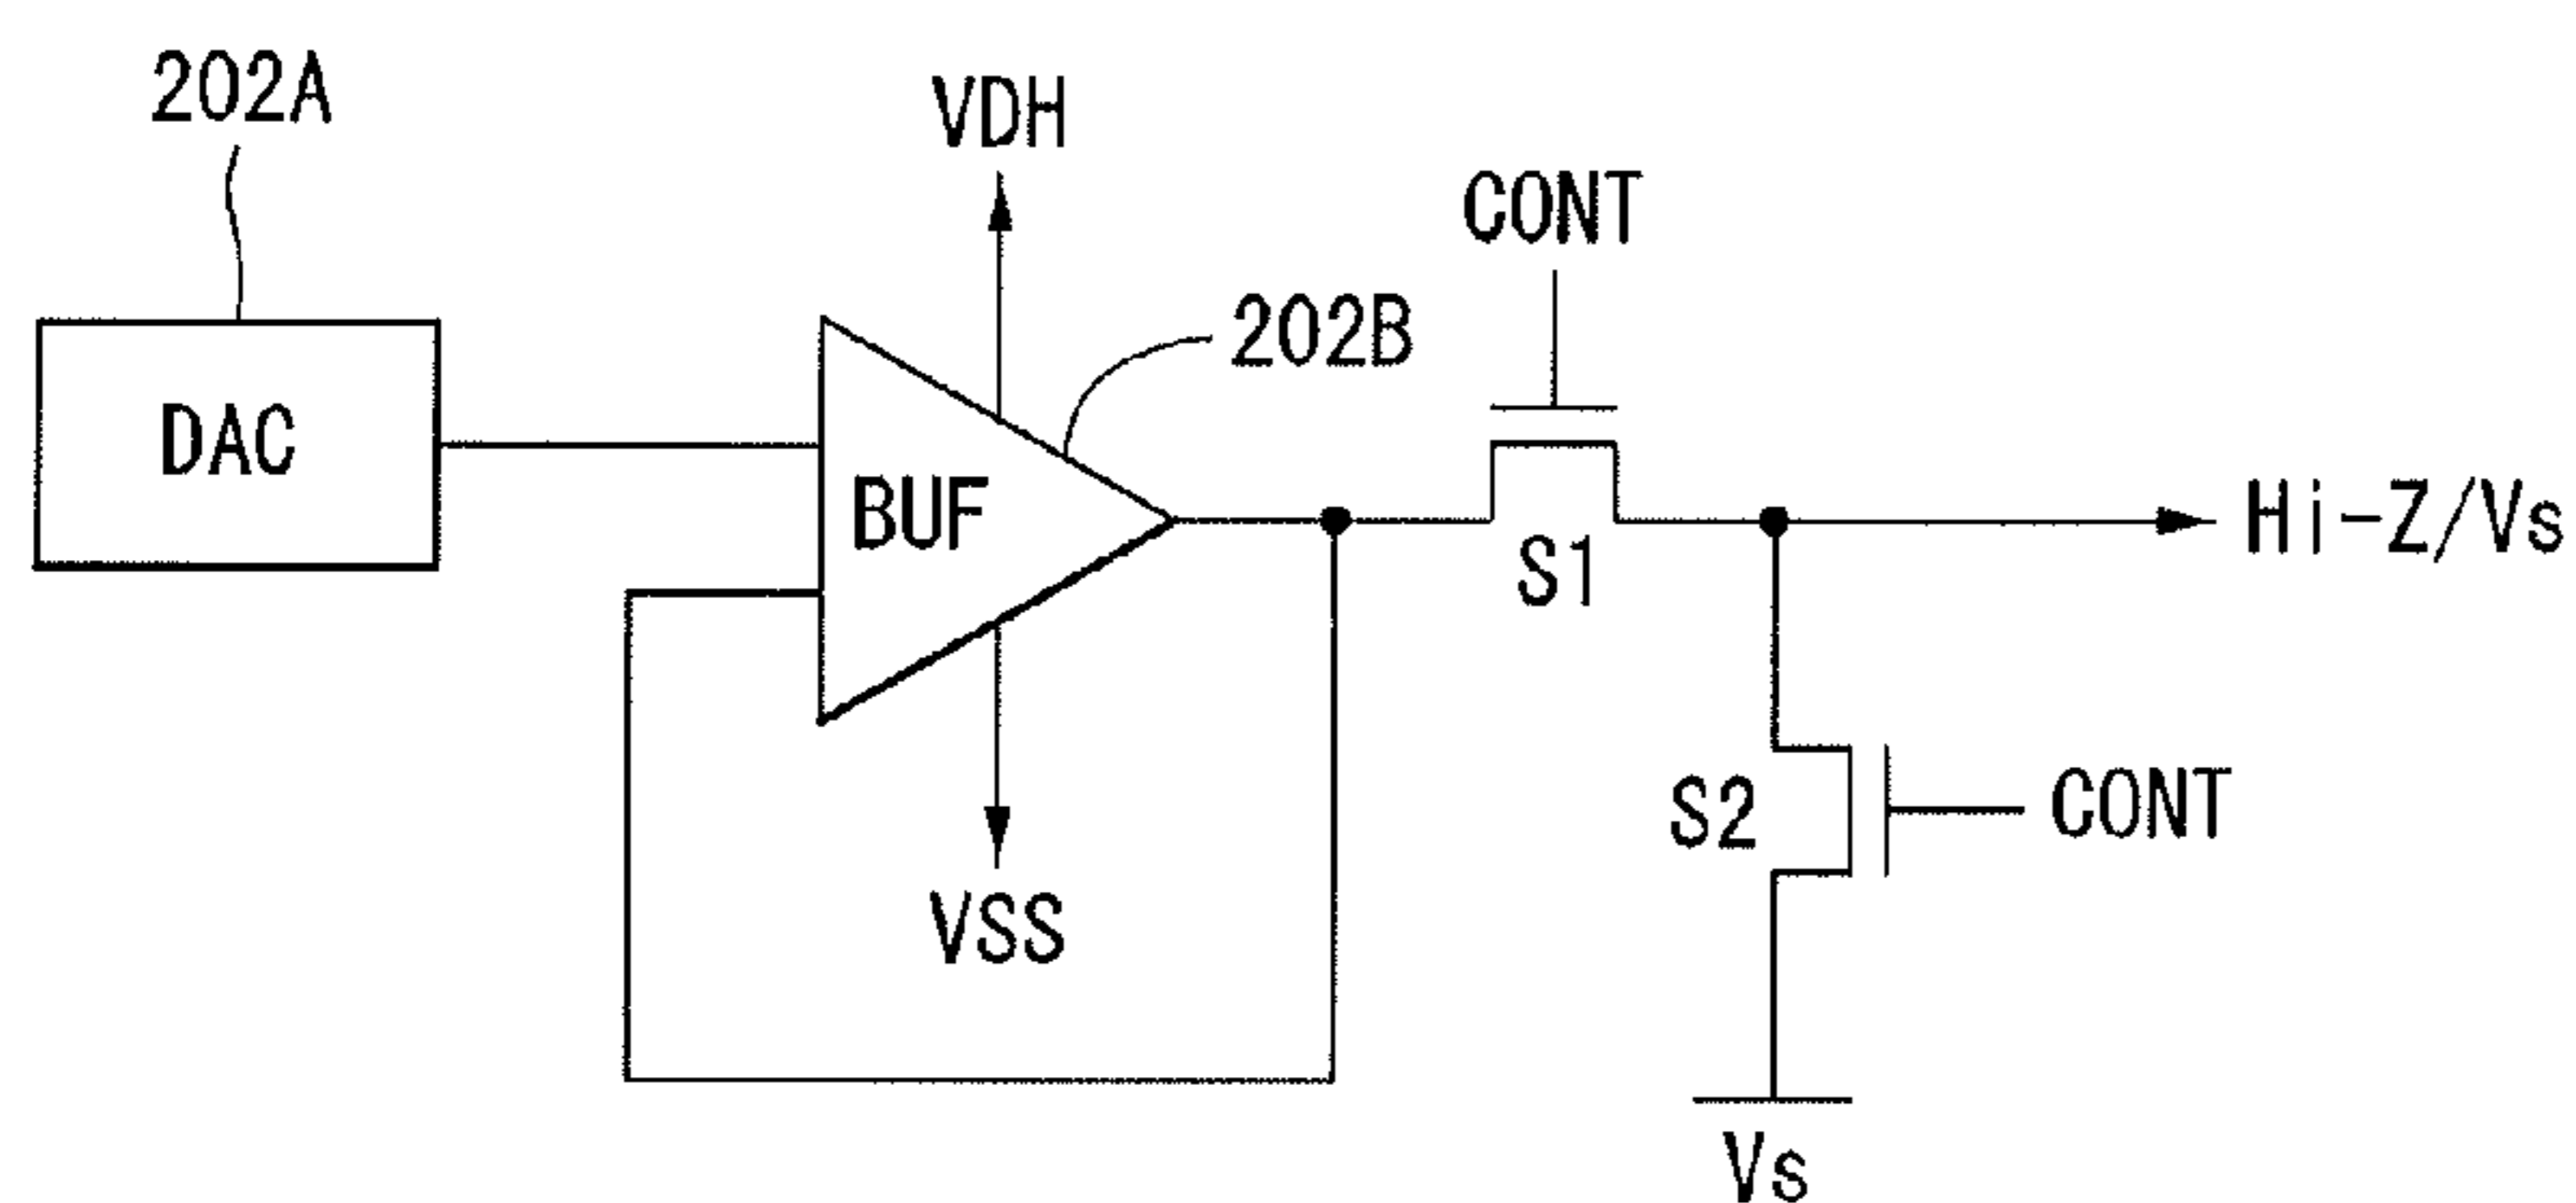 202A
VDH
CONT
202B
DAC
BUF
Hi-Z/Vs
S1
S2
CONT
VSS
Vs